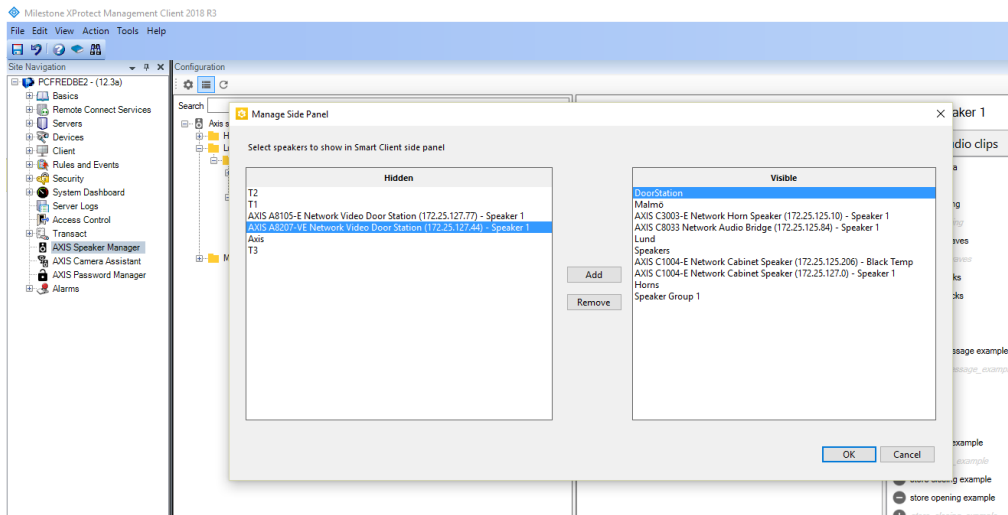 Milestone XProtect Management Client 2018 R3
File Edit View Action Tools Help
Site Navigation
PCFREDBE2 - (12.3a)
Basics
Remote Connect Services
Servers
Devices
Client
Rules and Events
Security
System Dashboard
Server Logs
Access Control
Transact
AXIS Speaker Manager
AXIS Camera Assistant
AXIS Password Manager
Alarms
Configuration
Search
Axis s
H
L
M
Manage Side Panel
Select speakers to show in Smart Client side panel
Hidden
T2
T1
AXIS A8105-E Network Video Door Station (172.25.127.77) - Speaker 1
AXIS A8207-VE Network Video Door Station (172.25.127.44) - Speaker 1
Axis
T3
Add
Remove
Visible
DoorStation
Malmö
AXIS C3003-E Network Horn Speaker (172.25.125.10) - Speaker 1
AXIS C8033 Network Audio Bridge (172.25.125.84) - Speaker 1
Lund
Speakers
AXIS C1004-E Network Cabinet Speaker (172.25.125.206) - Black Temp
AXIS C1004-E Network Cabinet Speaker (172.25.127.0) - Speaker 1
Horns
Speaker Group 1
OK Cancel
aker 1
dio clips
a
ng
ng
aves
aves
ks
cks
ssage example
essage_examp
example
_example
store closing example
store opening example